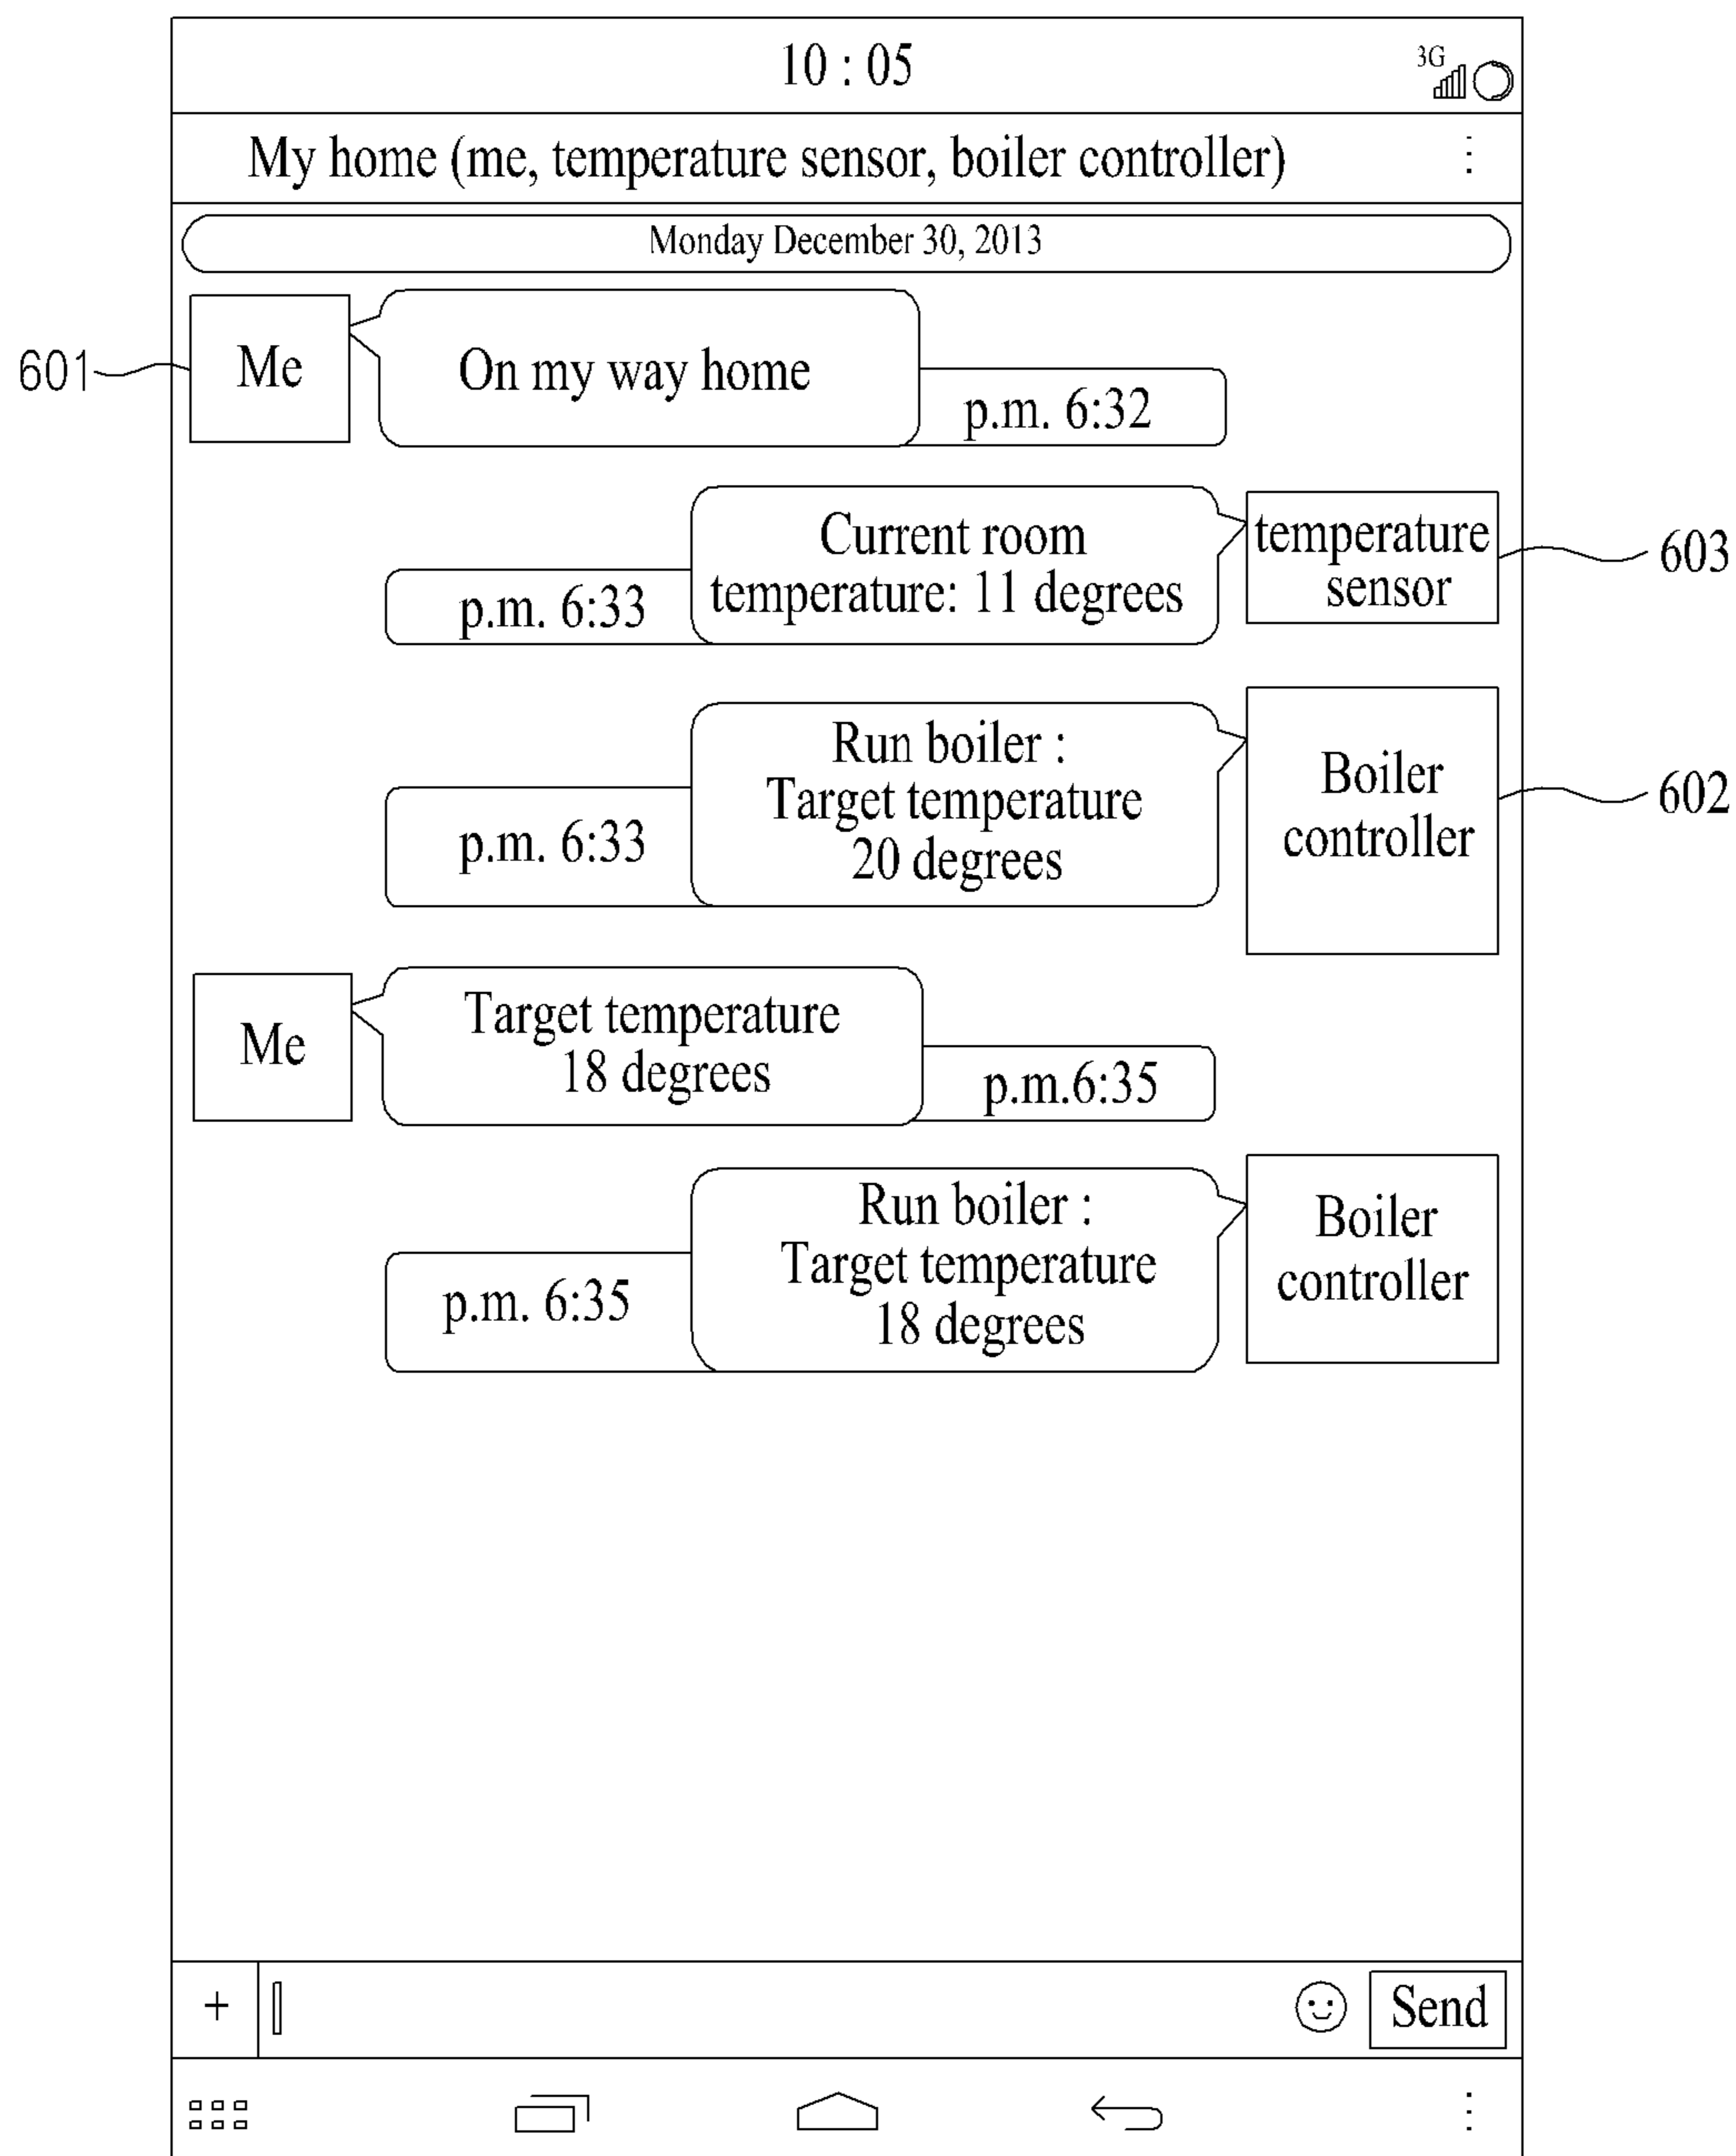 10 : 05
3G
My home (me, temperature sensor, boiler controller)
Monday December 30, 2013
601
Me
On my way home
p.m. 6:32
Current room
temperature: 11 degrees
p.m. 6:33
temperature
sensor
603
Run boiler :
Target temperature
20 degrees
p.m. 6:33
Boiler
controller
602
Me
Target temperature
18 degrees
p.m.6:35
Run boiler :
Target temperature
18 degrees
p.m. 6:35
Boiler
controller
+
Send